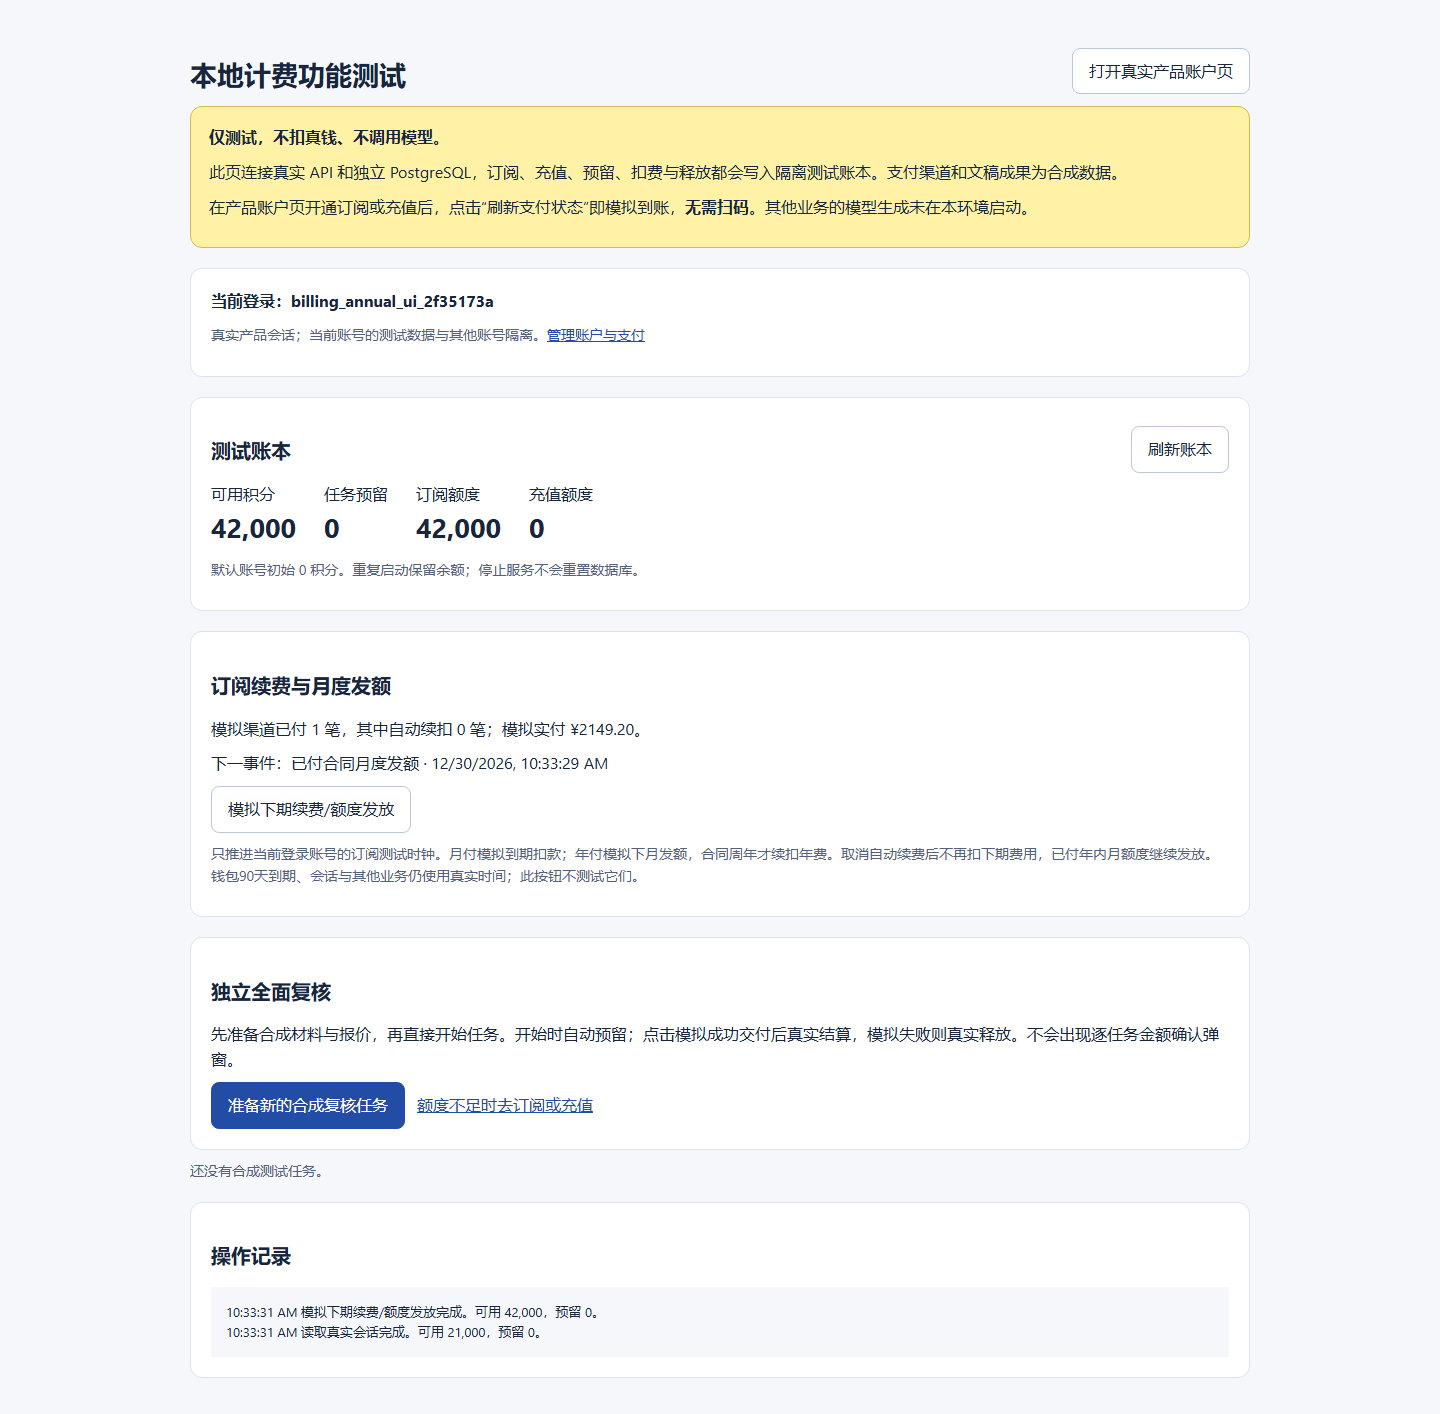 本地计费功能测试
打开真实产品账户页
仅测试，不扣真钱、不调用模型。
此页连接真实 API 和独立 PostgreSQL，订阅、充值、预留、扣费与释放都会写入隔离测试账本。支付渠道和文稿成果为合成数据。
在产品账户页开通订阅或充值后，点击“刷新支付状态”即模拟到账，无需扫码。其他业务的模型生成未在本环境启动。
当前登录：billing_annual_ui_2f35173a
真实产品会话；当前账号的测试数据与其他账号隔离。管理账户与支付
测试账本
刷新账本
可用积分 任务预留 订阅额度 充值额度
42,000 0 42,000 0
默认账号初始 0 积分。重复启动保留余额；停止服务不会重置数据库。
订阅续费与月度发额
模拟渠道已付 1 笔，其中自动续扣 0 笔；模拟实付 ¥2149.20。
下一事件：已付合同月度发额 · 12/30/2026, 10:33:29 AM
模拟下期续费/额度发放
只推进当前登录账号的订阅测试时钟。月付模拟到期扣款；年付模拟下月发额，合同周年才续扣年费。取消自动续费后不再扣下期费用，已付年内月额度继续发放。
钱包90天到期、会话与其他业务仍使用真实时间；此按钮不测试它们。
独立全面复核
先准备合成材料与报价，再直接开始任务。开始时自动预留；点击模拟成功交付后真实结算，模拟失败则真实释放。不会出现逐任务金额确认弹
窗。
准备新的合成复核任务 额度不足时去订阅或充值
还没有合成测试任务。
操作记录
10:33:31 AM 模拟下期续费/额度发放完成。可用 42,000，预留 0。
10:33:31 AM 读取真实会话完成。可用 21,000，预留 0。